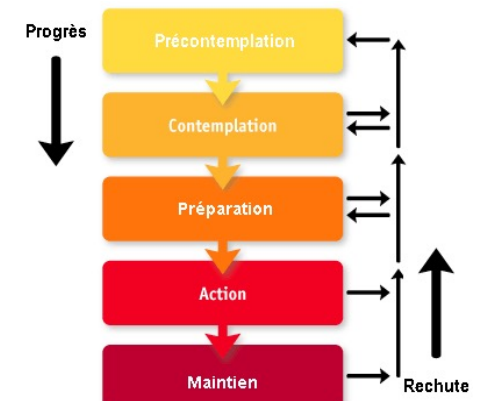 Progrès
Précontemplation
Contemplation
Préparation
Action
Maintien
Rechute